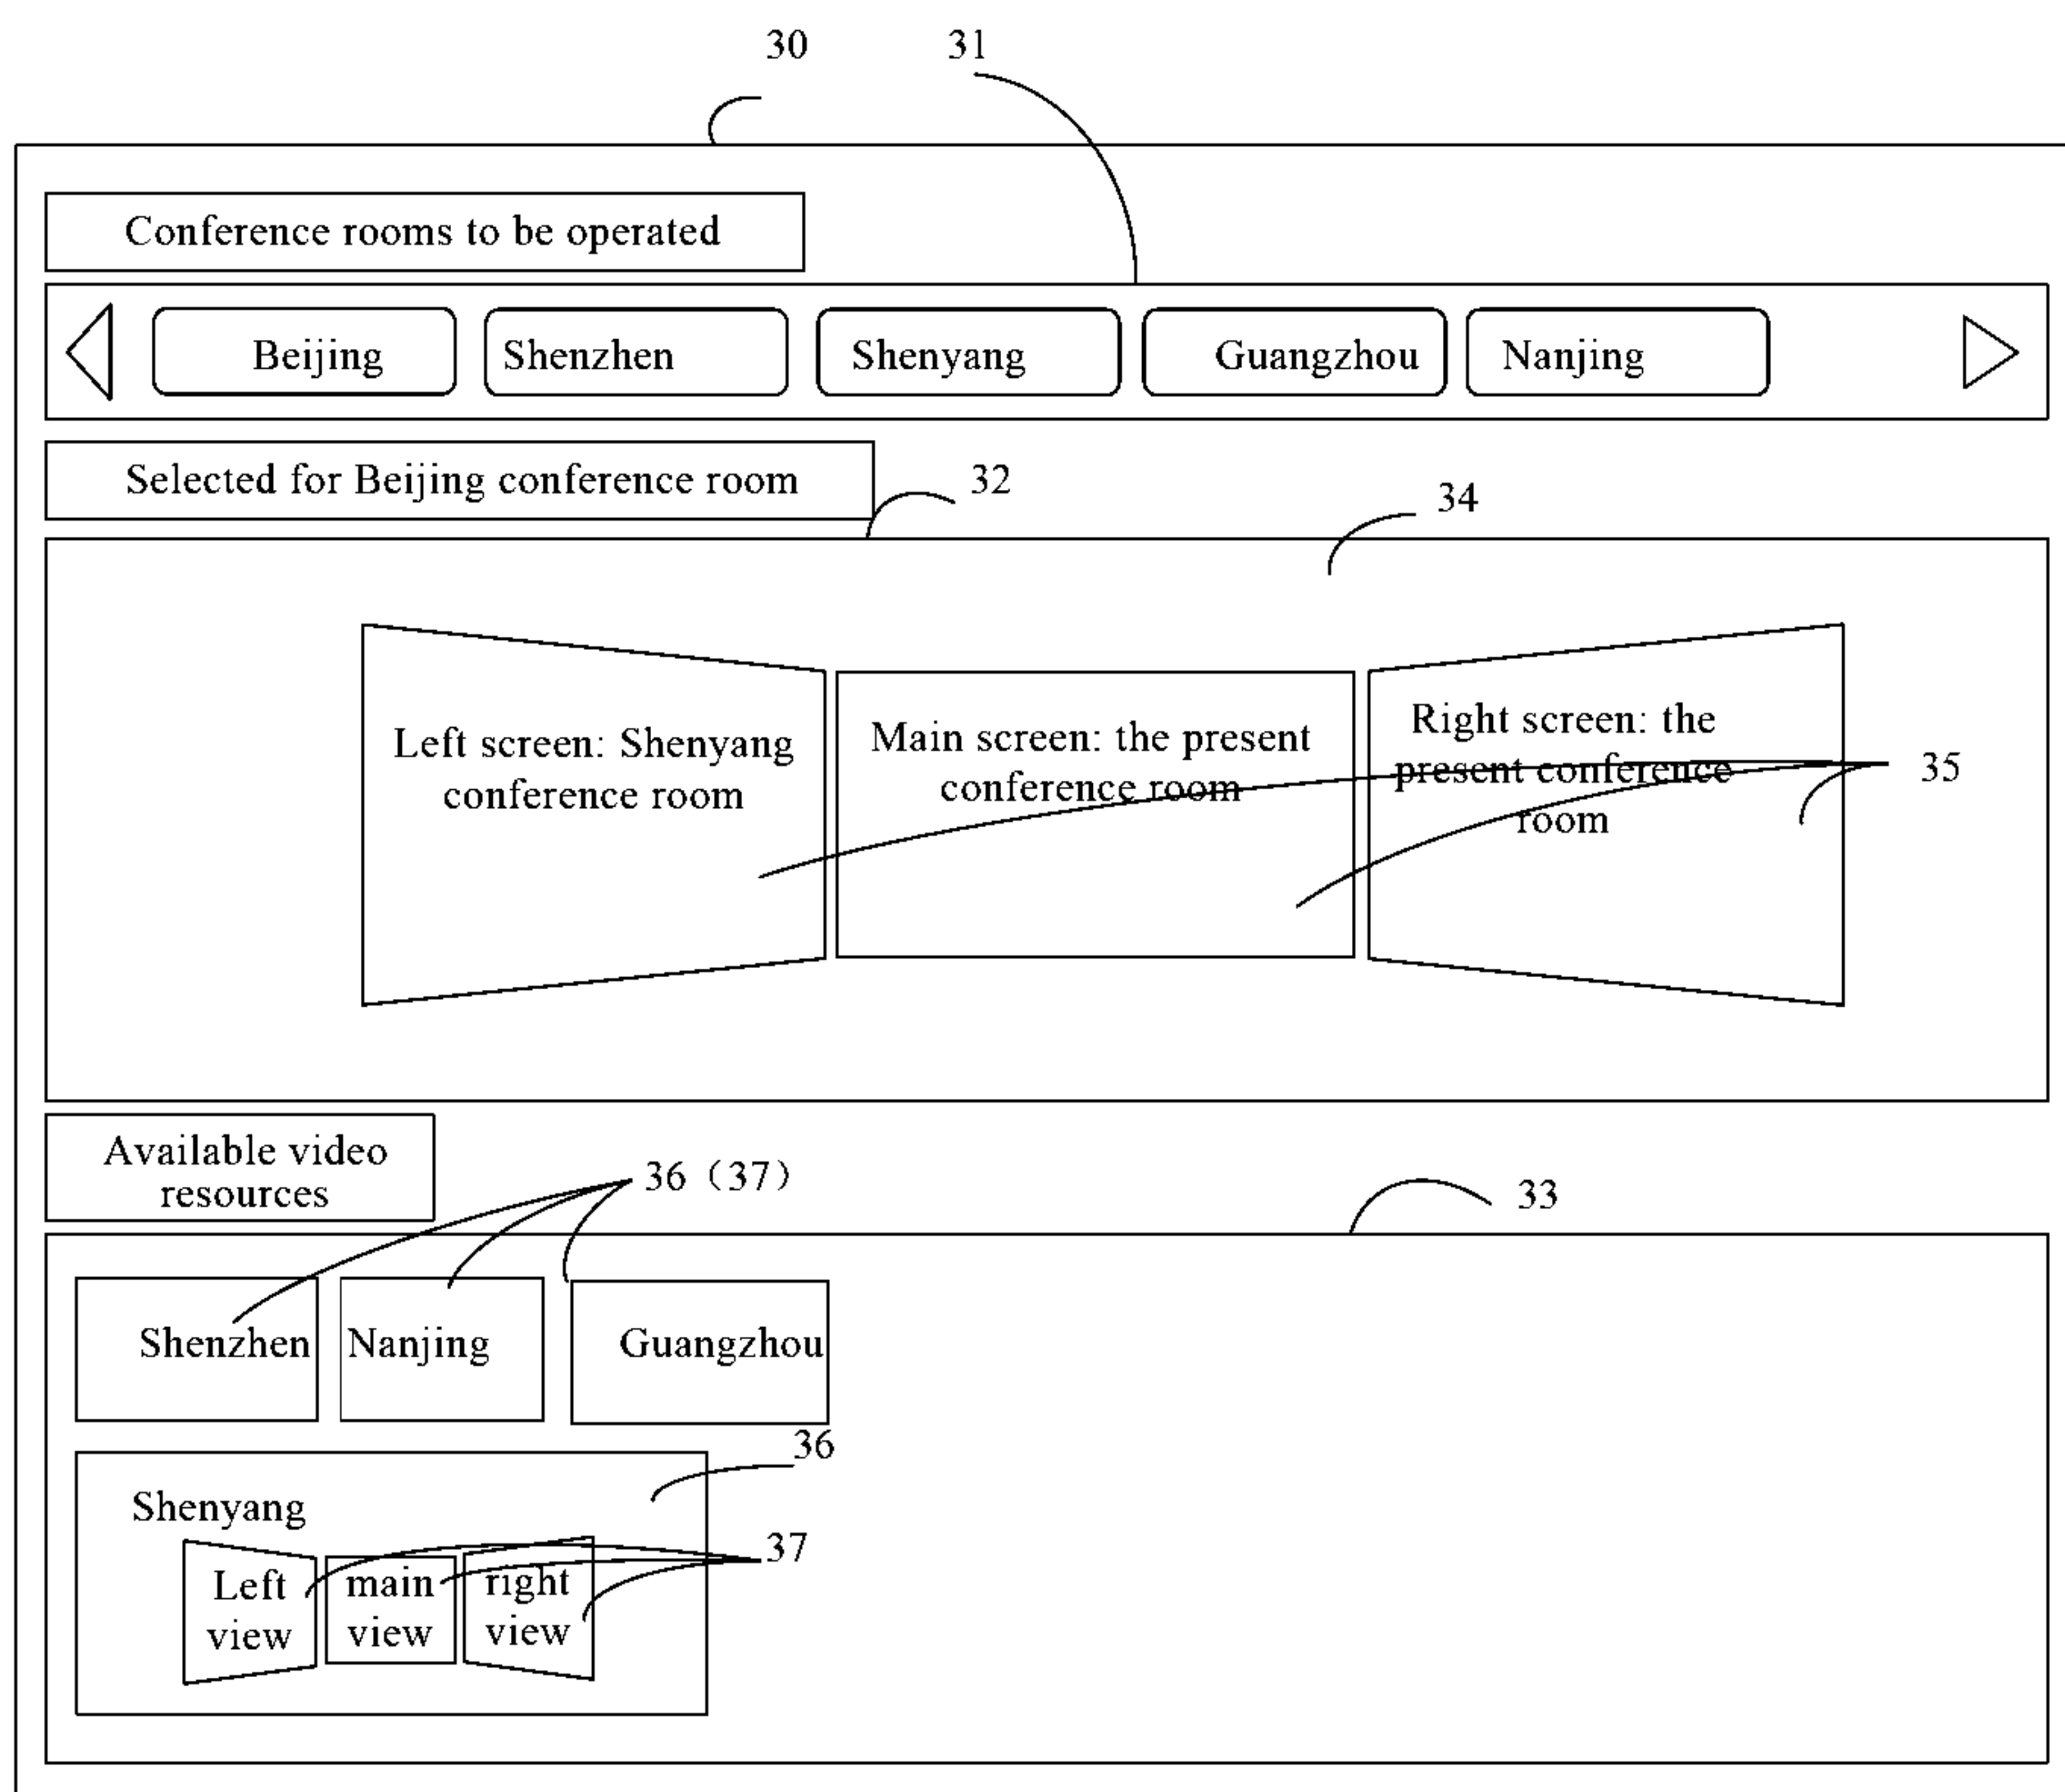 30
31
Conference rooms to be operated
Beijing
Shenzhen
Shenyang
Guangzhou
Nanjing
Selected for Beijing conference room
32
34
Left screen: Shenyang
conference room
Main screen: the present
conference room
Right screen: the
present conference
room
35
Available video
resources
36（37）
33
Shenzhen
Nanjing
Guangzhou
36
Shenyang
37
Left
view
main
view
right
view